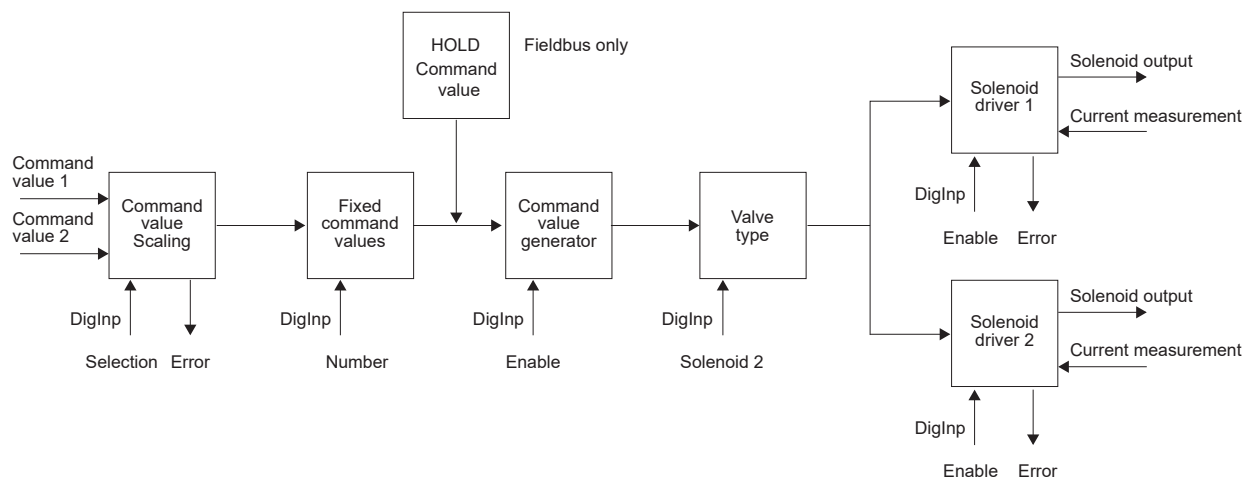 HOLD
Command
value
Fieldbus only
Solenoid
driver 1
Solenoid output
Current measurement
DigInp
Enable
Error
Command
value 1
Command
value 2
Command
value
Scaling
Fixed
command
values
Command
value
generator
Valve
type
DigInp
Selection
Error
DigInp
Number
DigInp
Enable
DigInp
Solenoid 2
Solenoid
driver 2
Solenoid output
Current measurement
DigInp
Enable
Error